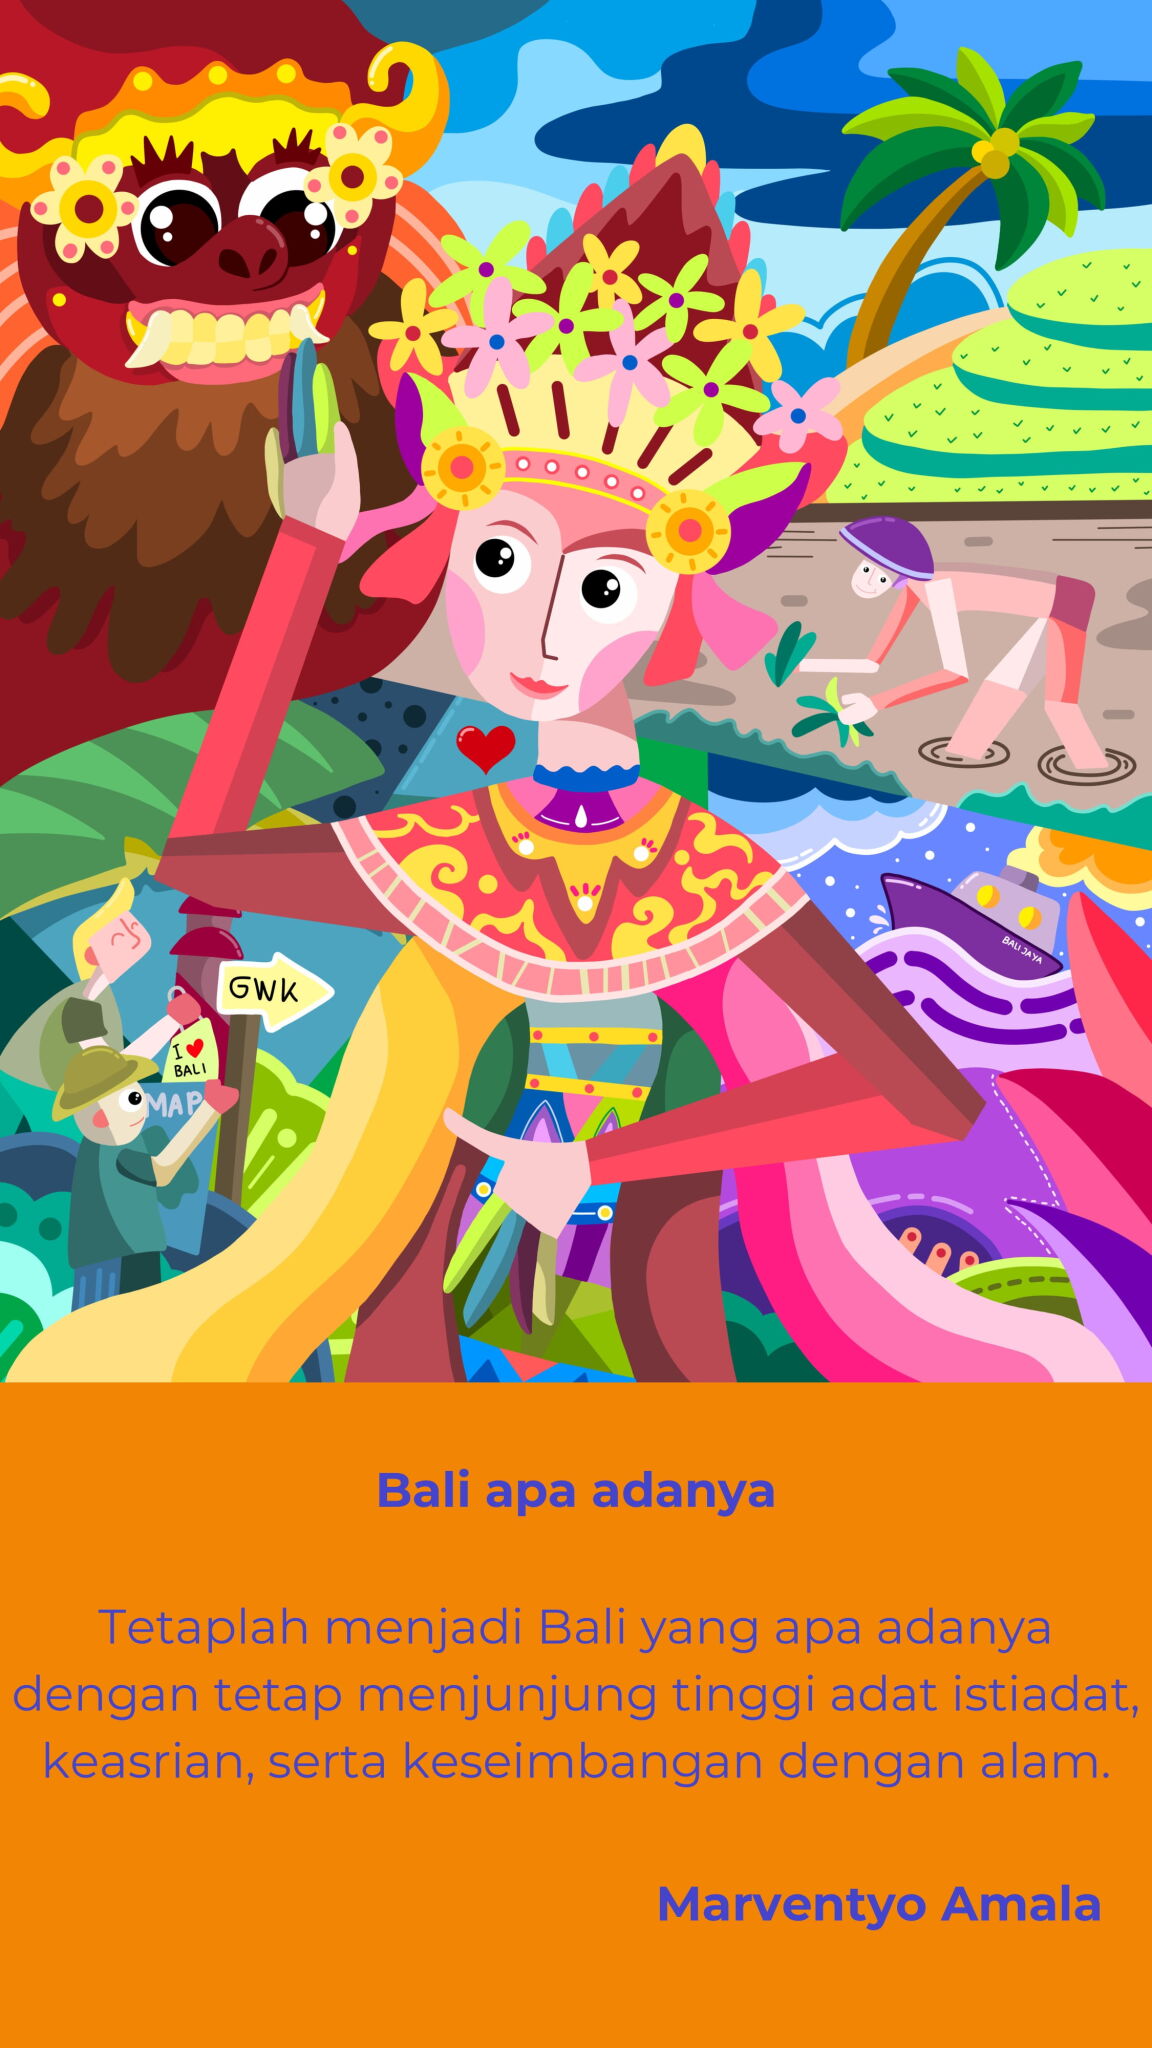 BALI JAYA
GWK
I ❤
BALI
MAP
Bali apa adanya
Tetaplah menjadi Bali yang apa adanya
dengan tetap menjunjung tinggi adat istiadat,
keasrian, serta keseimbangan dengan alam.
Marventyo Amala